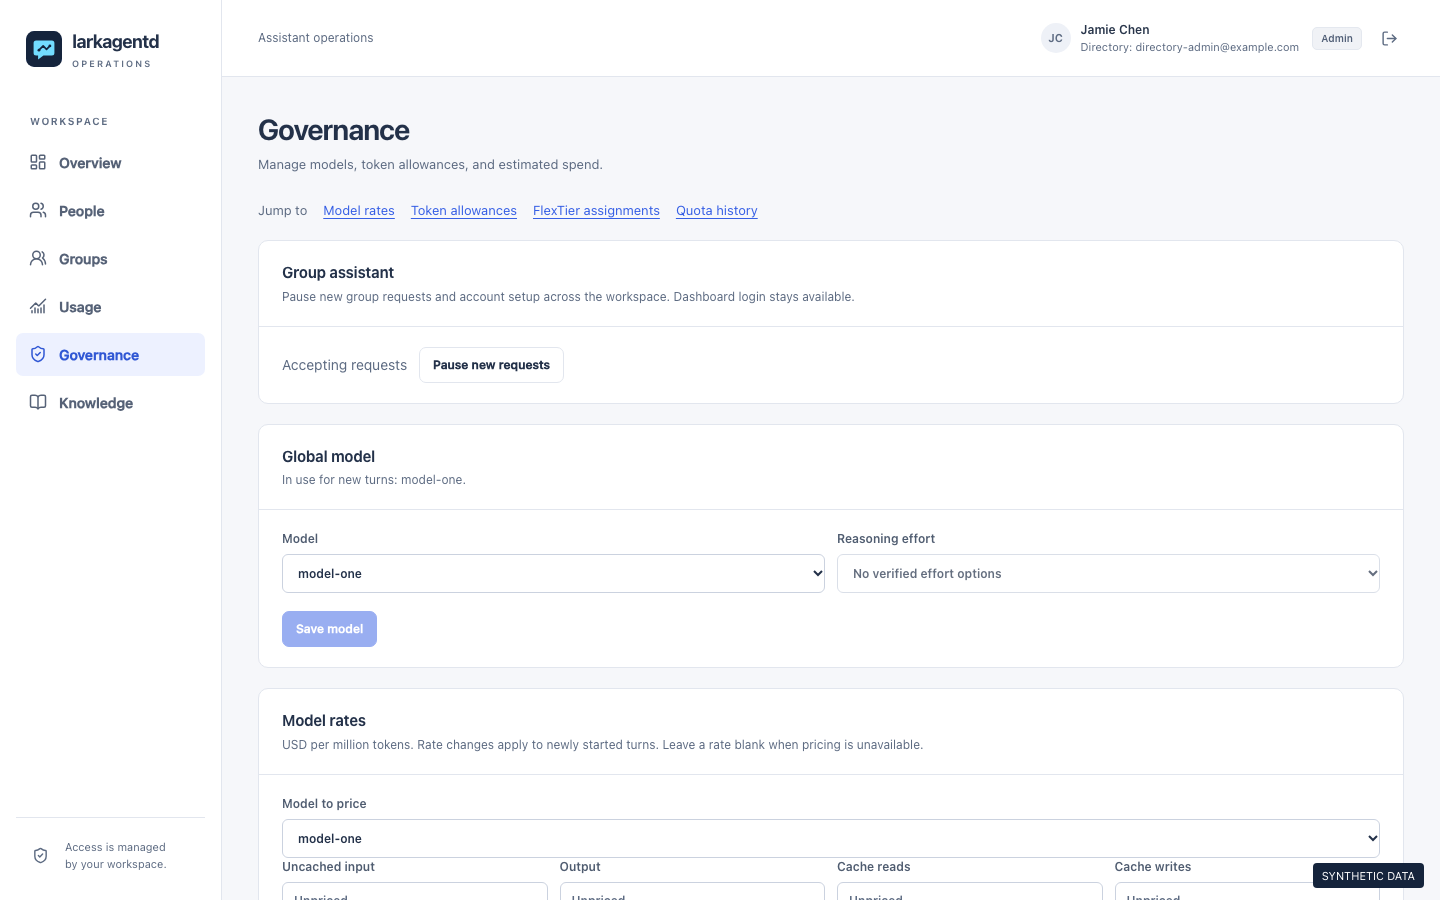 larkagentd
OPERATIONS
WORKSPACE
Overview
People
Groups
Usage
Governance
Knowledge
Access is managed
by your workspace.
Assistant operations
JC
Jamie Chen
Directory: directory-admin@example.com
Admin
Governance
Manage models, token allowances, and estimated spend.
Jump to Model rates Token allowances FlexTier assignments Quota history
Group assistant
Pause new group requests and account setup across the workspace. Dashboard login stays available.
Accepting requests Pause new requests
Global model
In use for new turns: model-one.
Model Reasoning effort
model-one No verified effort options
Save model
Model rates
USD per million tokens. Rate changes apply to newly started turns. Leave a rate blank when pricing is unavailable.
Model to price
model-one
Uncached input Output Cache reads Cache writes
Unpriced Unpriced Unpriced Unpriced
SYNTHETIC DATA